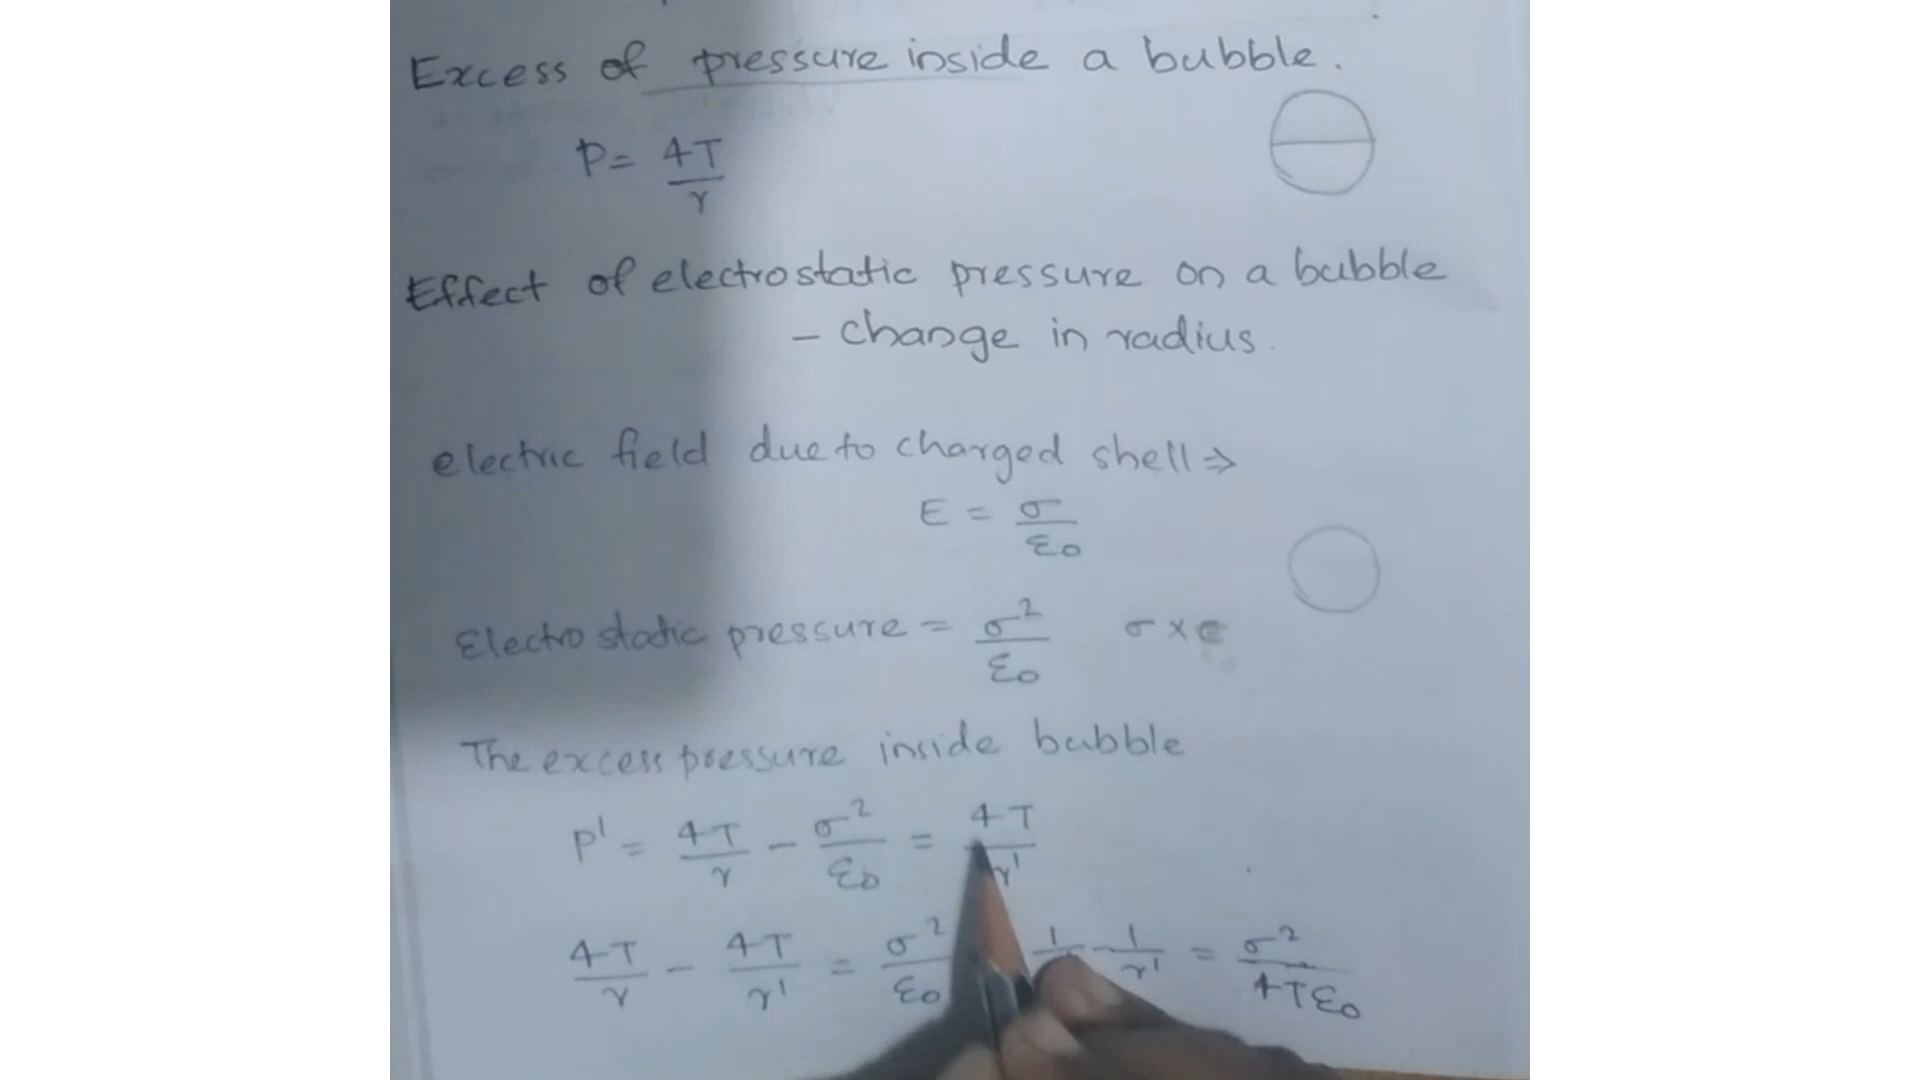 Excess of pressure inside a bubble.
P = 4T/r
Effect of electrostatic pressure on a bubble
- change in radius.
electric field due to charged shell ⇒
E = σ/ε₀
Electrostatic pressure = σ²/ε₀ σ × e
The excess pressure inside bubble
P' = 4T/r - σ²/ε₀ = 4T/r'
4T/r - 4T/r' = σ²/ε₀ 1/ - 1/r' = σ²/4Tε₀